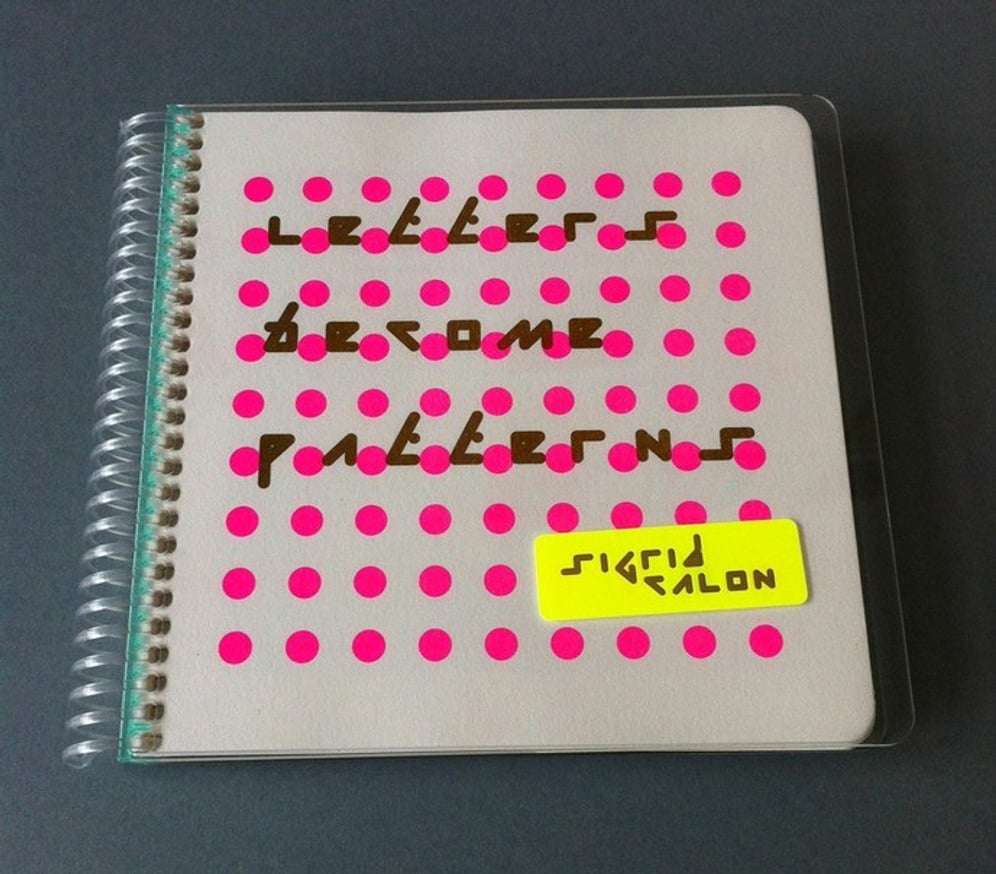 letters
become
patterns
sigrid
calon